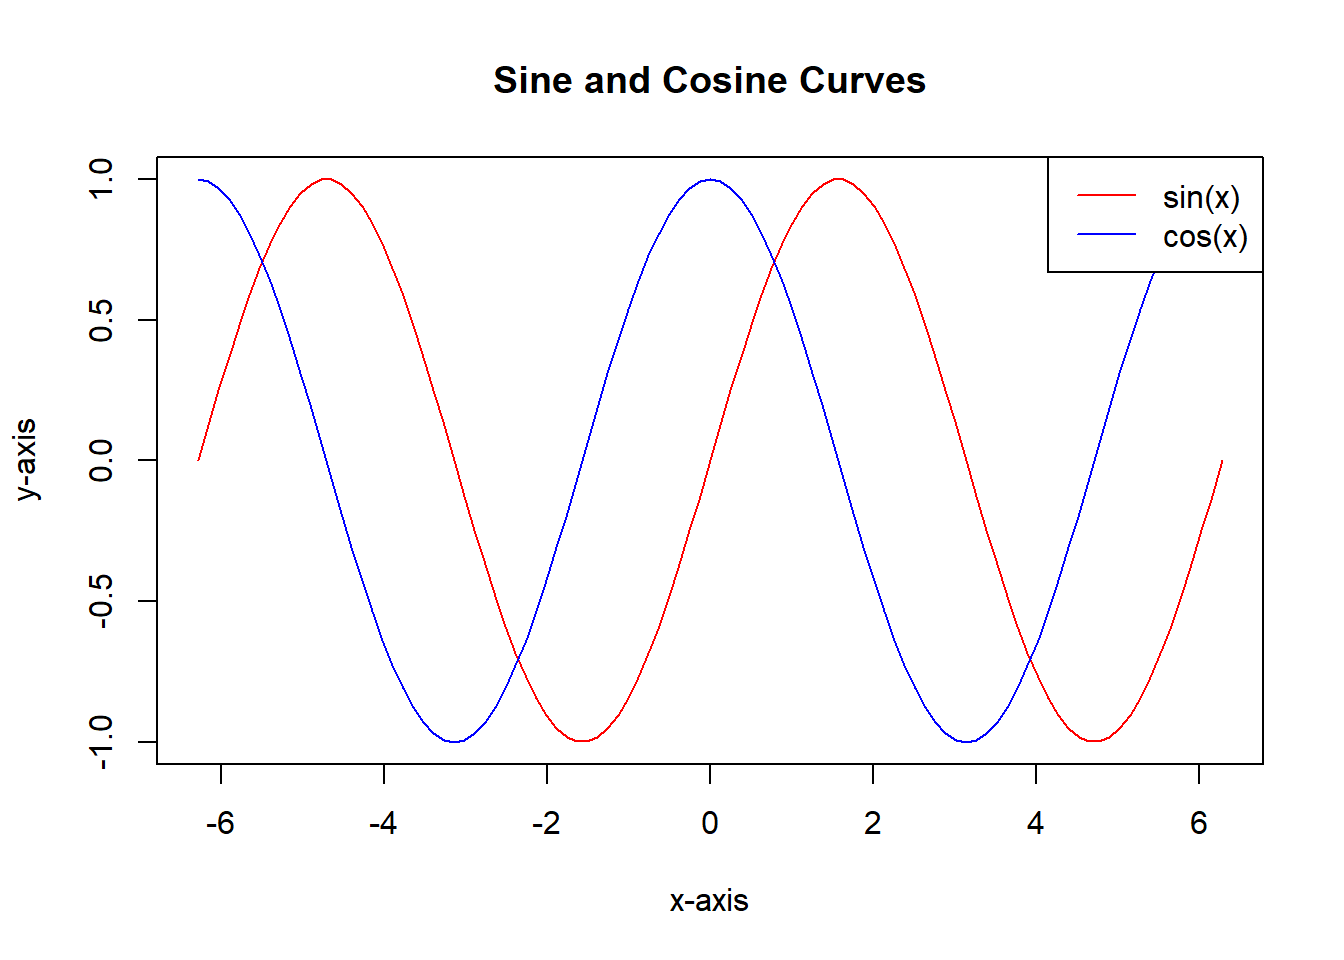 Sine and Cosine Curves
sin(x)
cos(x)
1.0
0.5
0.0
-0.5
-1.0
y-axis
-6 -4 -2 0 2 4 6
x-axis